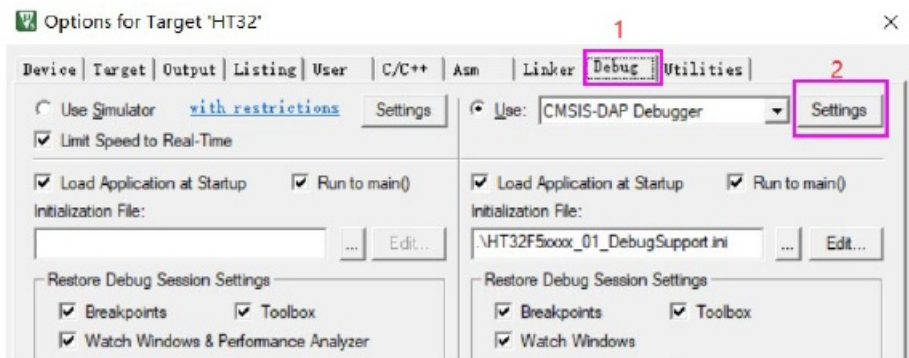 Options for Target 'HT32'
1
Device Target Output Listing User C/C++ Asm Linker Debug Utilities
2
Use Simulator with restrictions Settings
Use: CMSIS-DAP Debugger Settings
Limit Speed to Real-Time
Load Application at Startup Run to main()
Load Application at Startup Run to main()
Initialization File:
Initialization File:
... Edit...
.\HT32F5xxxx_01_DebugSupport.ini ... Edit...
Restore Debug Session Settings
Restore Debug Session Settings
Breakpoints Toolbox
Breakpoints Toolbox
Watch Windows & Performance Analyzer
Watch Windows